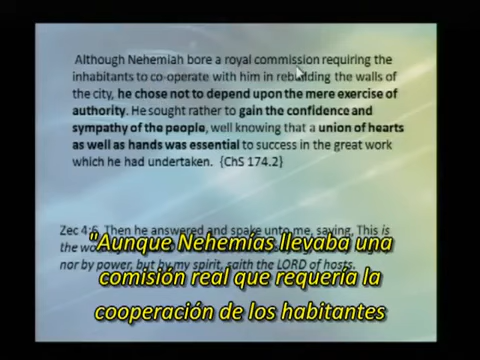 Although Nehemiah bore a royal commission requiring the
inhabitants to co-operate with him in rebuilding the walls of
the city, he chose not to depend upon the mere exercise of
authority. He sought rather to gain the confidence and
sympathy of the people, well knowing that a union of hearts
as well as hands was essential to success in the great work
which he had undertaken. {ChS 174.2}
Zec 4:6 Then he answered and spake unto me, saying, This is
the
nor by power, but by my spirit, saith the LORD of hosts.
"Aunque Nehemías llevaba una
comisión real que requería la
cooperación de los habitantes